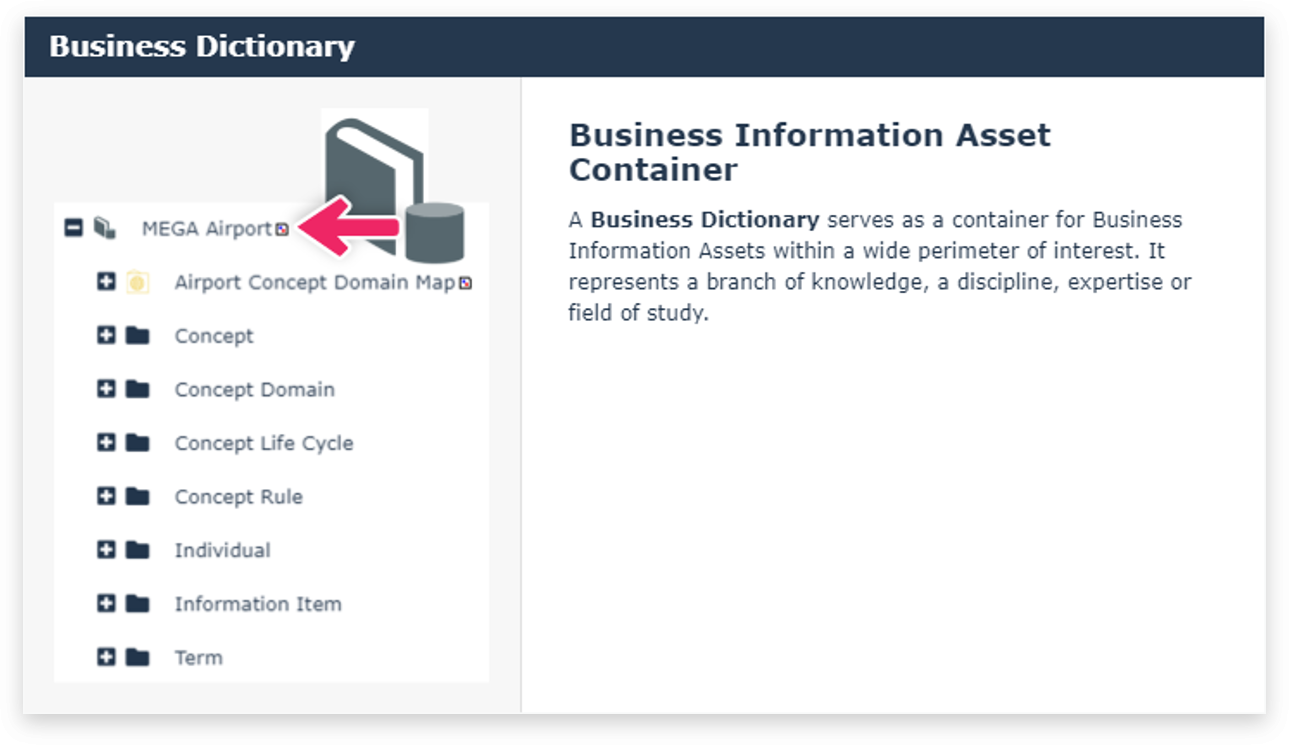 Business Dictionary
MEGA Airport
Airport Concept Domain Map
Concept
Concept Domain
Concept Life Cycle
Concept Rule
Individual
Information Item
Term
Business Information Asset
Container
A Business Dictionary serves as a container for Business
Information Assets within a wide perimeter of interest. It
represents a branch of knowledge, a discipline, expertise or
field of study.